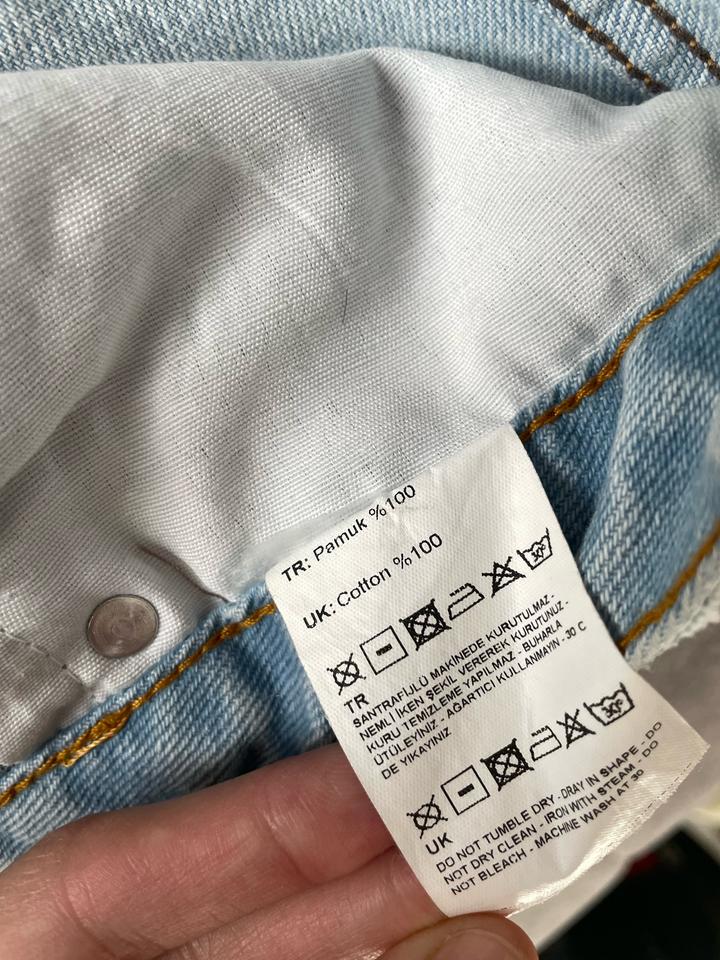 TR: Pamuk %100
UK: Cotton %100
30°
TR
SANTRAFÜLÜ MAKİNEDE KURUTULMAZ -
NEMLİ İKEN ŞEKİL VEREREK KURUTUNUZ -
KURU TEMİZLEME YAPILMAZ - BUHARLA
ÜTÜLEYİNİZ - AĞARTICI KULLANMAYIN - 30 C
DE YIKAYINIZ
30°
UK
DO NOT TUMBLE DRY - DRAY IN SHAPE - DO
NOT DRY CLEAN - IRON WITH STEAM - DO
NOT BLEACH - MACHINE WASH AT 30